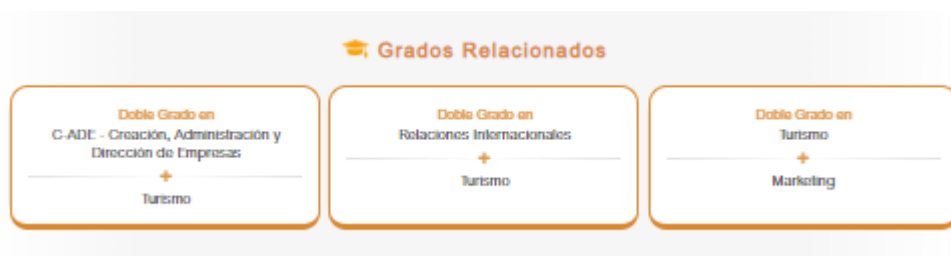 Grados Relacionados
Doble Grado en
C-ADE - Creación, Administración y
Dirección de Empresas
+
Turismo
Doble Grado en
Relaciones Internacionales
+
Turismo
Doble Grado en
Turismo
+
Marketing